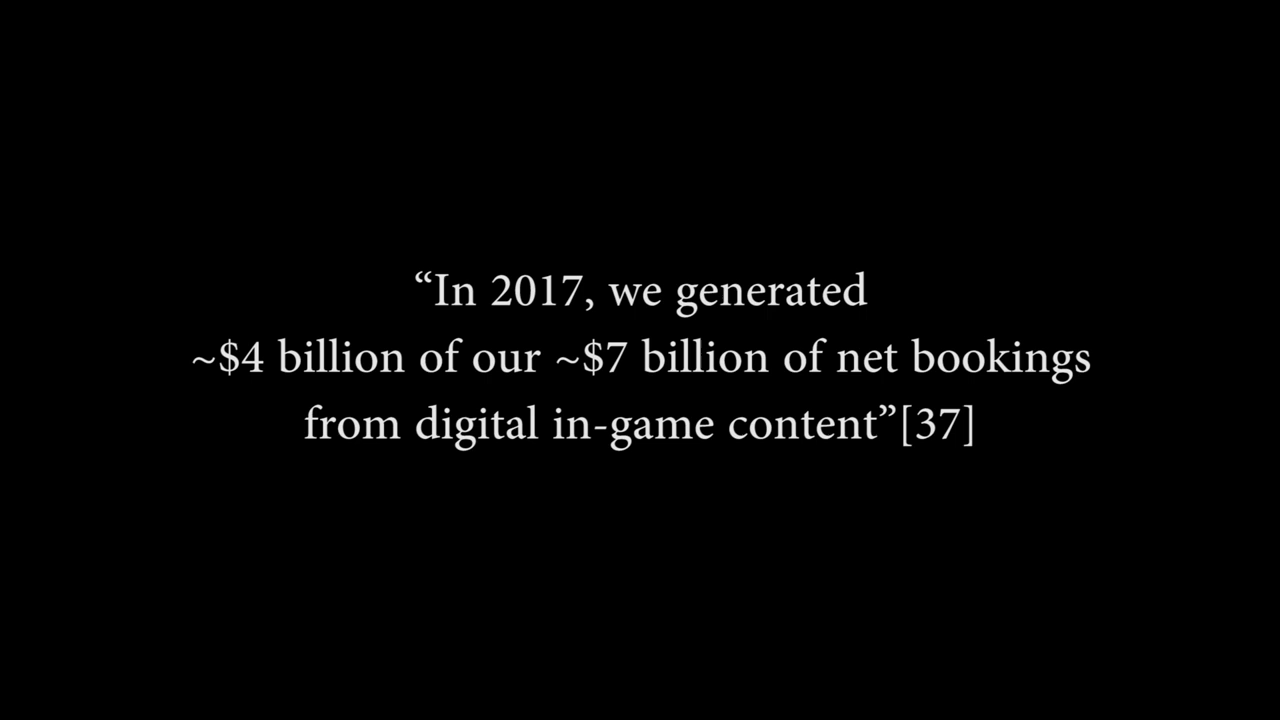 “In 2017, we generated
~$4 billion of our ~$7 billion of net bookings
from digital in-game content”[37]